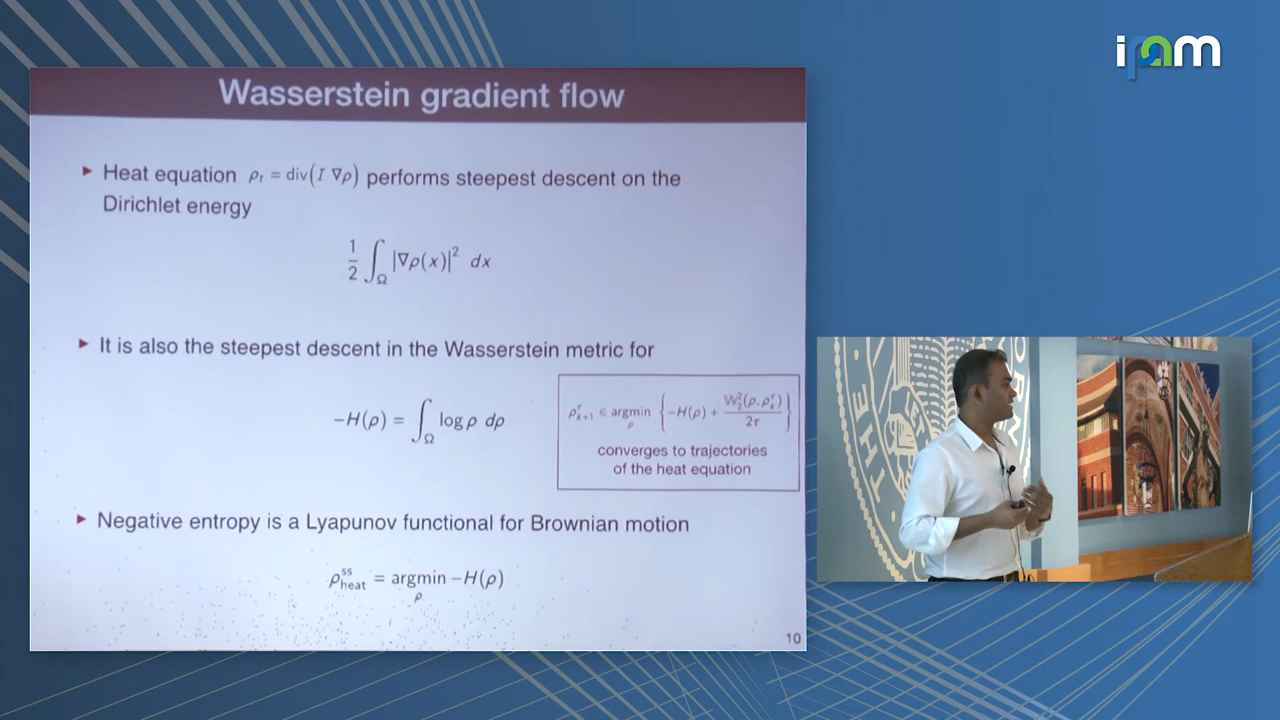 ipam
Wasserstein gradient flow
▸ Heat equation ρₜ = div(I ∇ρ) performs steepest descent on the
Dirichlet energy
1/2 ∫_Ω |∇ρ(x)|² dx
▸ It is also the steepest descent in the Wasserstein metric for
−H(ρ) = ∫_Ω log ρ dρ
ρ^τ_{k+1} ∈ argmin_ρ { −H(ρ) + W₂²(ρ, ρ^τ_k) / 2τ }
converges to trajectories
of the heat equation
▸ Negative entropy is a Lyapunov functional for Brownian motion
ρ^ss_heat = argmin_ρ −H(ρ)
10
THE
ORN